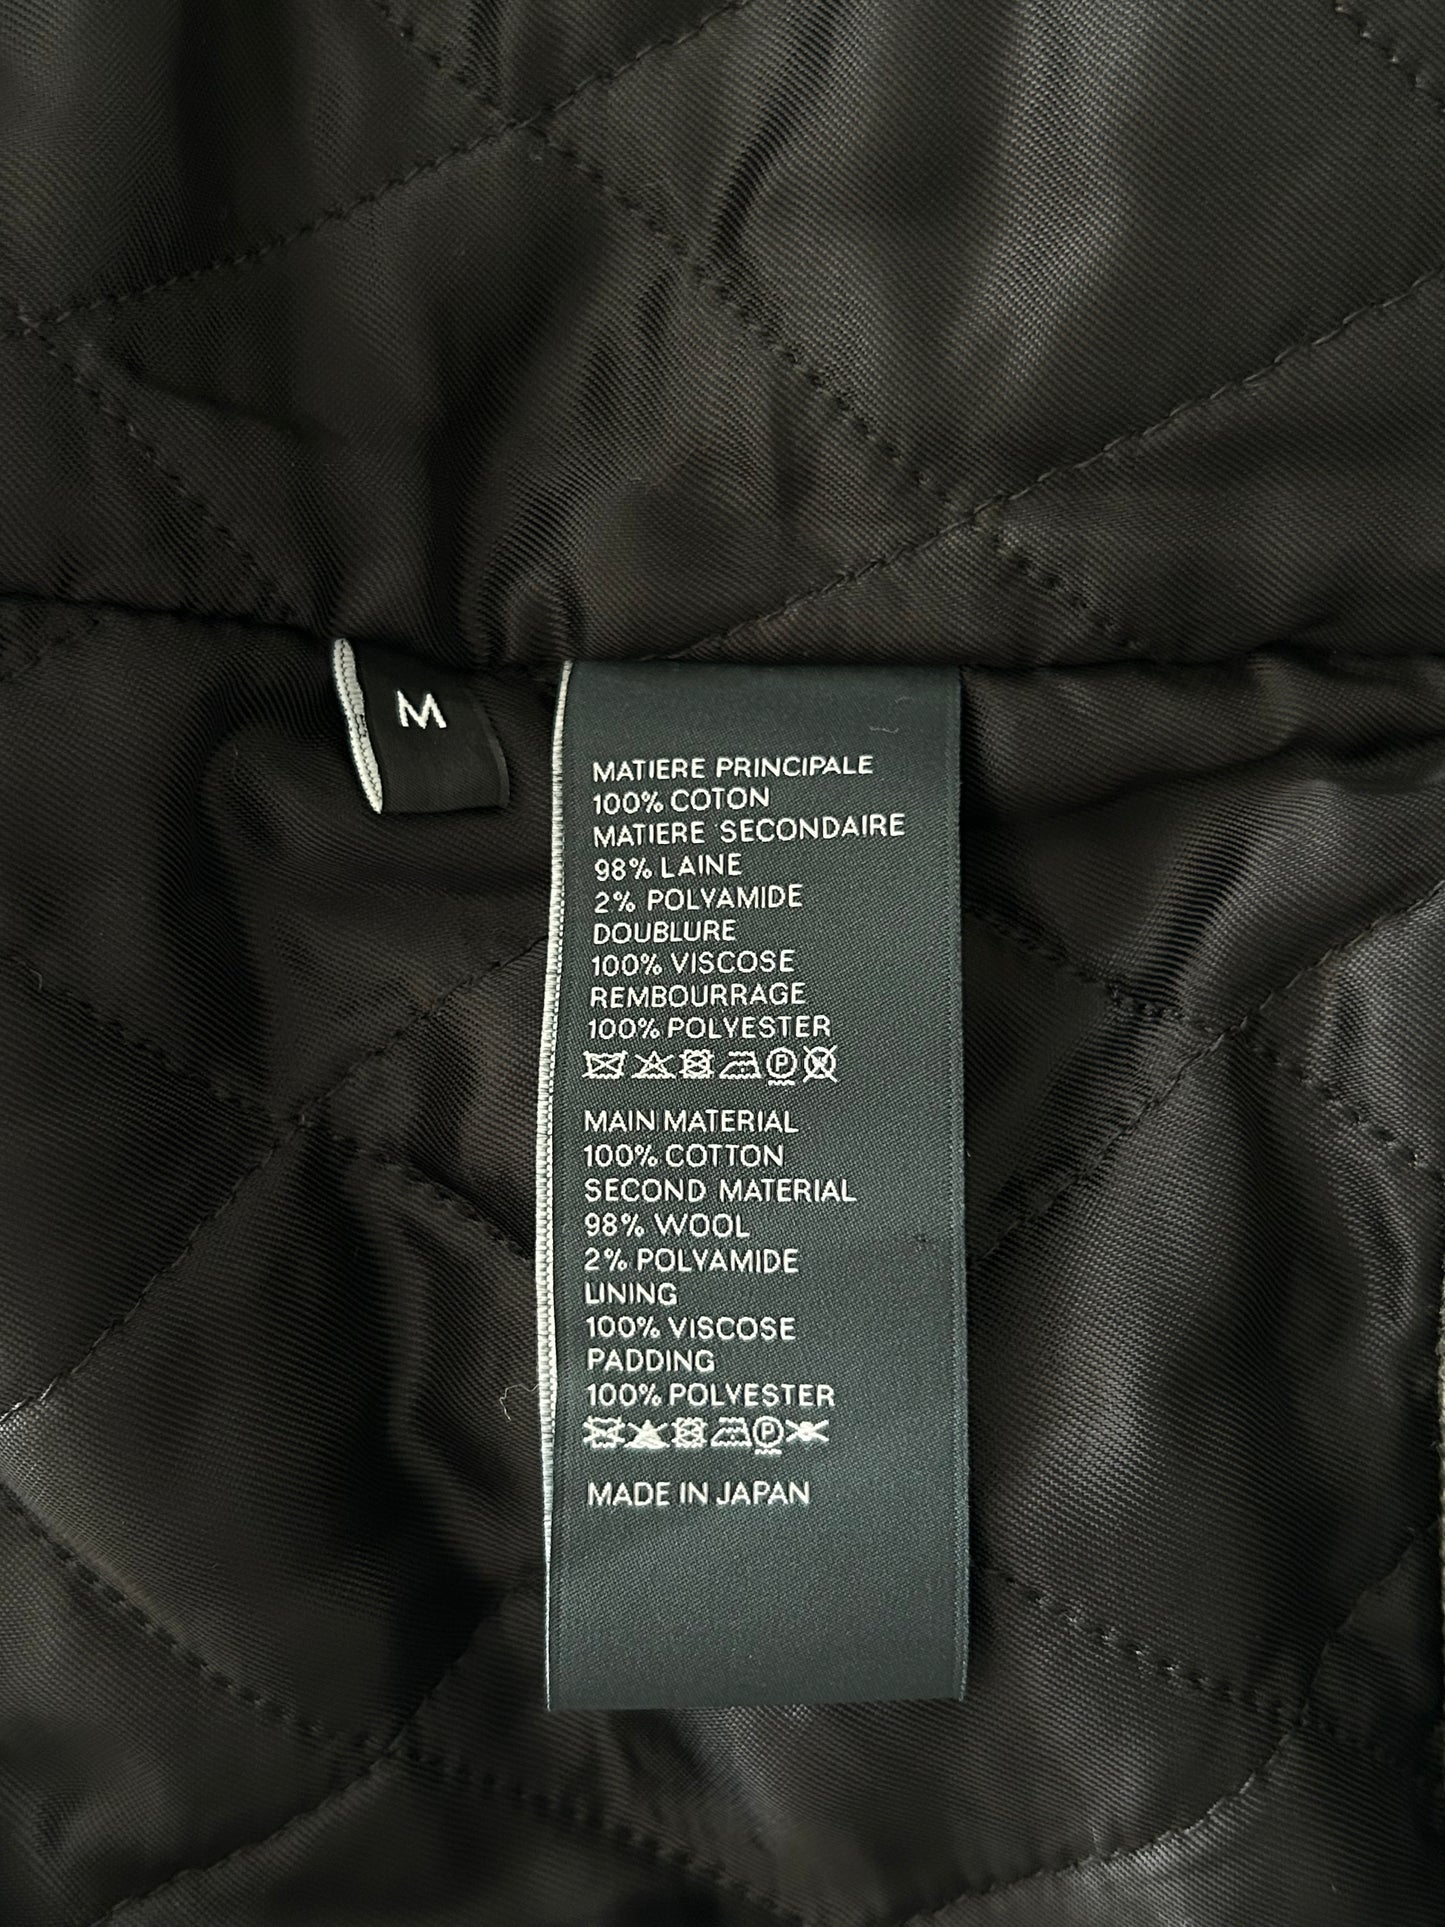 M
MATIERE PRINCIPALE
100% COTON
MATIERE SECONDAIRE
98% LAINE
2% POLYAMIDE
DOUBLURE
100% VISCOSE
REMBOURRAGE
100% POLYESTER
P
MAIN MATERIAL
100% COTTON
SECOND MATERIAL
98% WOOL
2% POLYAMIDE
LINING
100% VISCOSE
PADDING
100% POLYESTER
P
MADE IN JAPAN